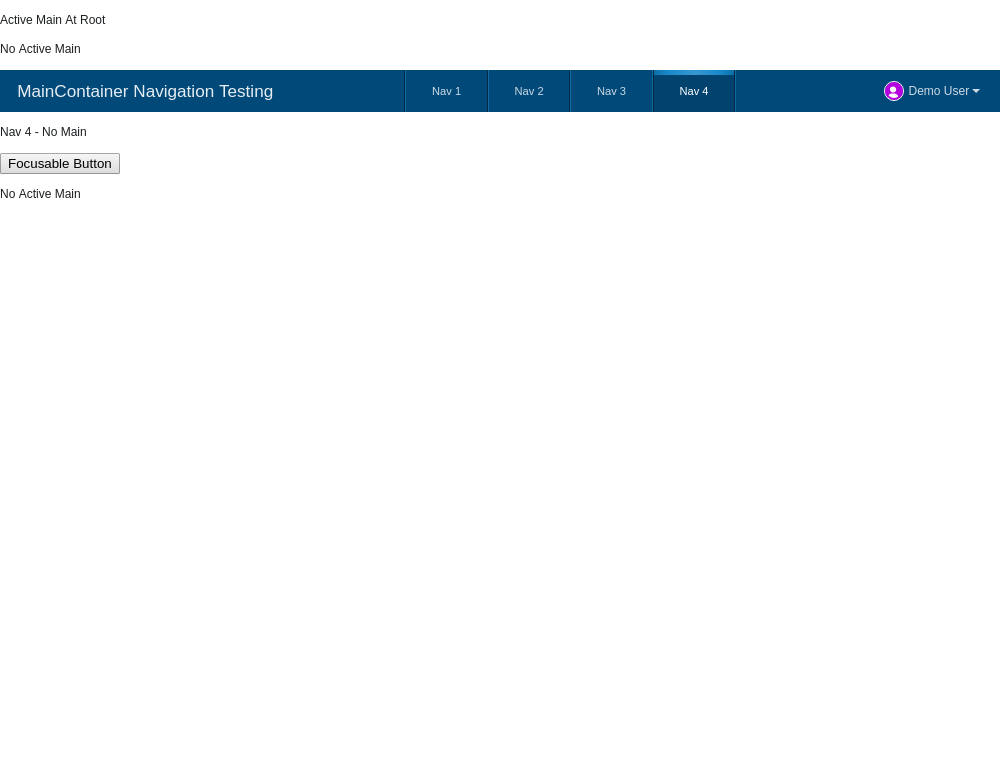 Active Main At Root
No Active Main
MainContainer Navigation Testing
Nav 1
Nav 2
Nav 3
Nav 4
Demo User
Nav 4 - No Main
Focusable Button
No Active Main